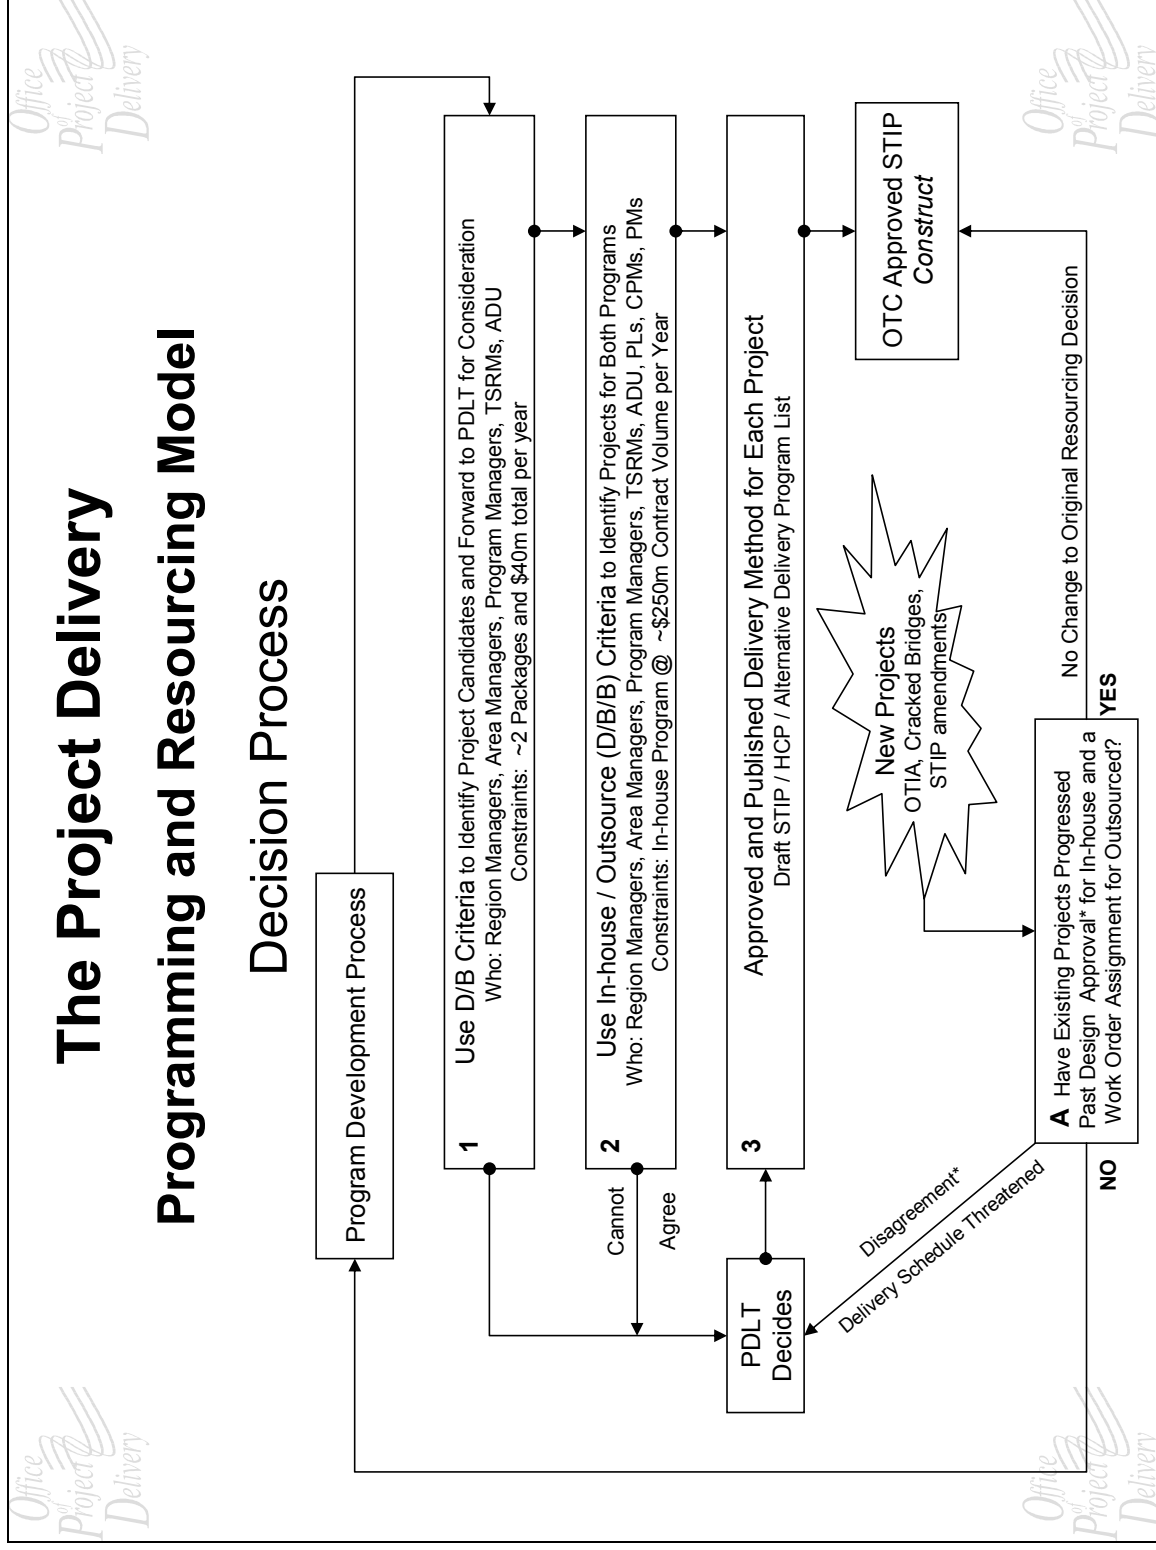 Office
of
Project
Delivery
Office
of
Project
Delivery
The Project Delivery
Programming and Resourcing Model
Decision Process
Program Development Process
1 Use D/B Criteria to Identify Project Candidates and Forward to PDLT for Consideration
Who: Region Managers, Area Managers, Program Managers, TSRMs, ADU
Constraints: ~2 Packages and $40m total per year
2 Use In-house / Outsource (D/B/B) Criteria to Identify Projects for Both Programs
Who: Region Managers, Area Managers, Program Managers, TSRMs, ADU, PLs, CPMs, PMs
Constraints: In-house Program @ ~$250m Contract Volume per Year
Cannot
Agree
3 Approved and Published Delivery Method for Each Project
Draft STIP / HCP / Alternative Delivery Program List
PDLT
Decides
OTC Approved STIP
Construct
New Projects
OTIA, Cracked Bridges,
STIP amendments
Disagreement*
Delivery Schedule Threatened
No Change to Original Resourcing Decision
A Have Existing Projects Progressed
Past Design Approval* for In-house and a
Work Order Assignment for Outsourced?
NO
YES
Office
of
Project
Delivery
Office
of
Project
Delivery